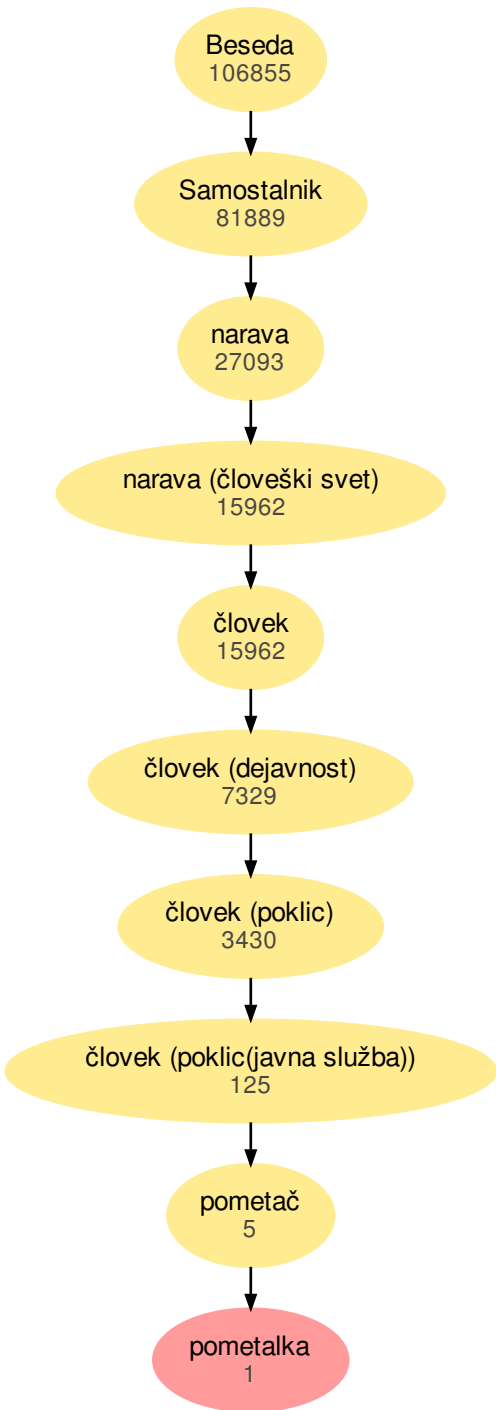 Beseda
106855
Samostalnik
81889
narava
27093
narava (človeški svet)
15962
človek
15962
človek (dejavnost)
7329
človek (poklic)
3430
človek (poklic(javna služba))
125
pometač
5
pometalka
1